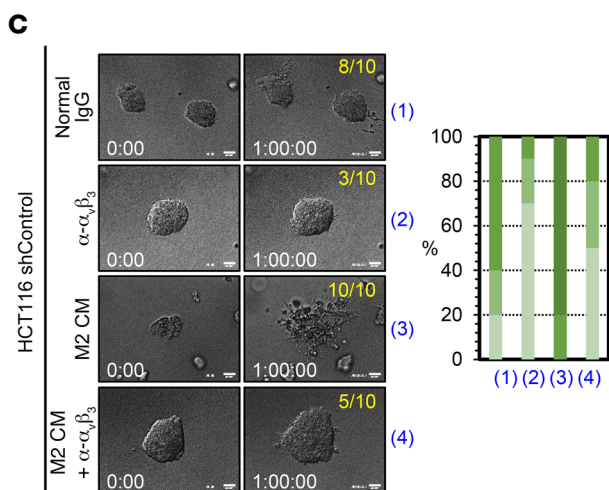 c
HCT116 shControl
Normal
IgG
0:00
8/10
1:00:00
(1)
α-αvβ3
0:00
3/10
1:00:00
(2)
M2 CM
0:00
10/10
1:00:00
(3)
M2 CM
+ α-αvβ3
0:00
5/10
1:00:00
(4)
100
80
60
%
40
20
0
(1) (2) (3) (4)